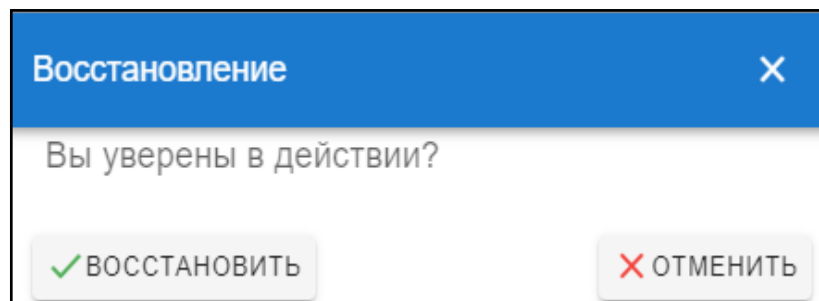 Восстановление
Вы уверены в действии?
ВОССТАНОВИТЬ
ОТМЕНИТЬ